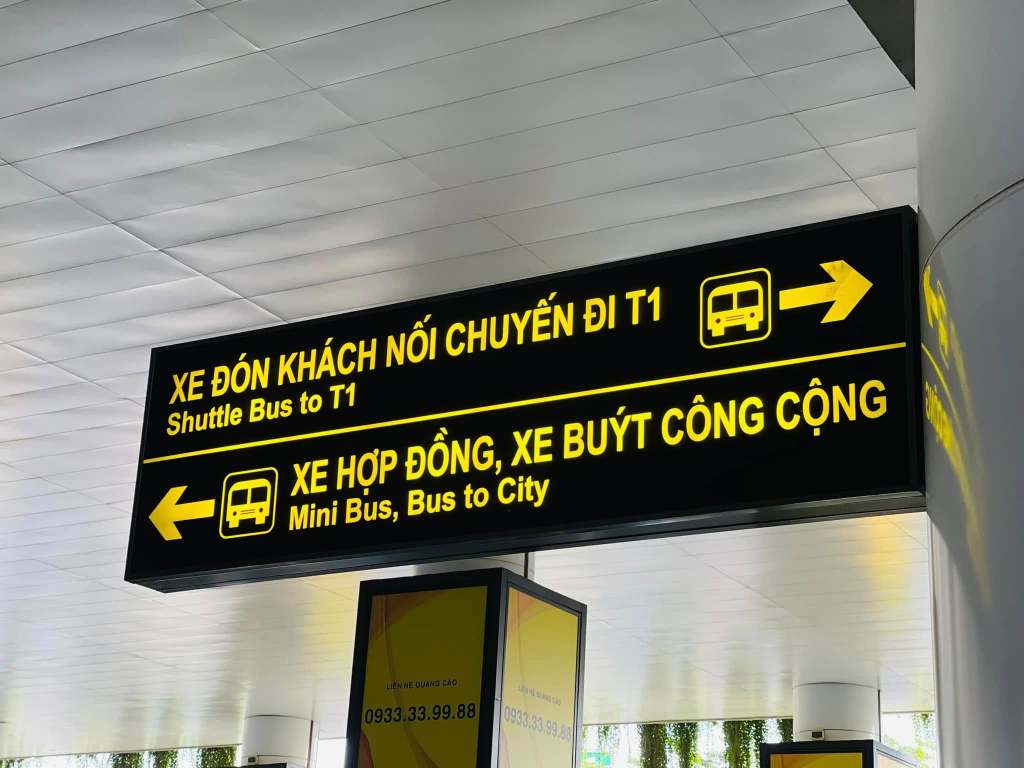 XE ĐÓN KHÁCH NỐI CHUYẾN ĐI T1
Shuttle Bus to T1
XE HỢP ĐỒNG, XE BUÝT CÔNG CỘNG
Mini Bus, Bus to City
LIÊN HỆ QUẢNG CÁO
0933.33.99.88
LIÊN HỆ QUẢNG CÁO
0933.33.99.88